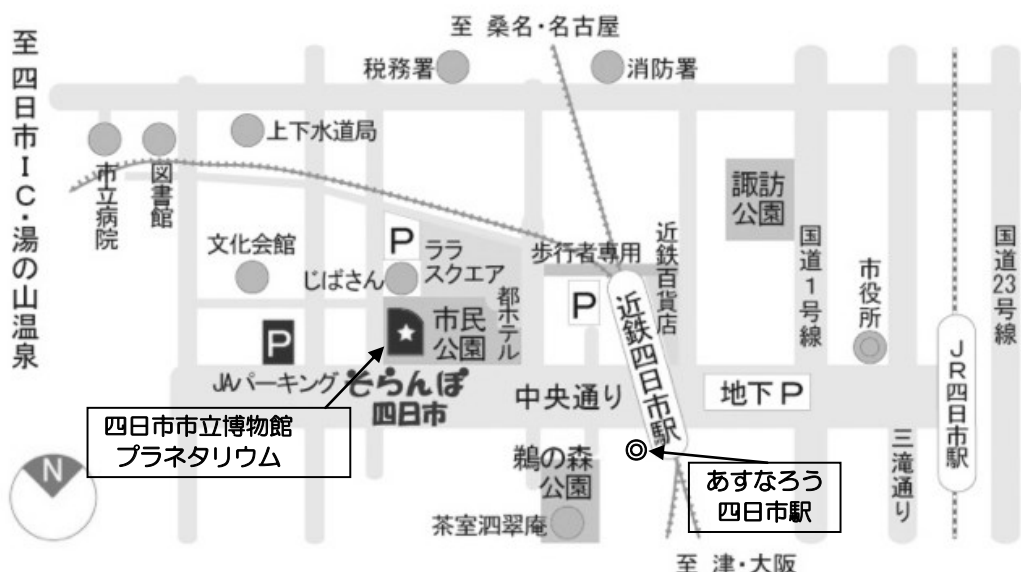 至 桑名・名古屋
至 四日市IC・湯の山温泉
税務署
消防署
上下水道局
市立病院
図書館
諏訪
公園
文化会館
P
ララ
スクエア
じばさん
歩行者専用
近鉄百貨店
国道1号線
国道23号線
市役所
都ホテル
P
市民
公園
P
近鉄四日市駅
JR四日市駅
JAパーキング
そらんぽ
四日市
中央通り
地下P
四日市市立博物館
プラネタリウム
鵜の森
公園
あすなろう
四日市駅
三滝通り
N
茶室泗翠庵
至 津・大阪